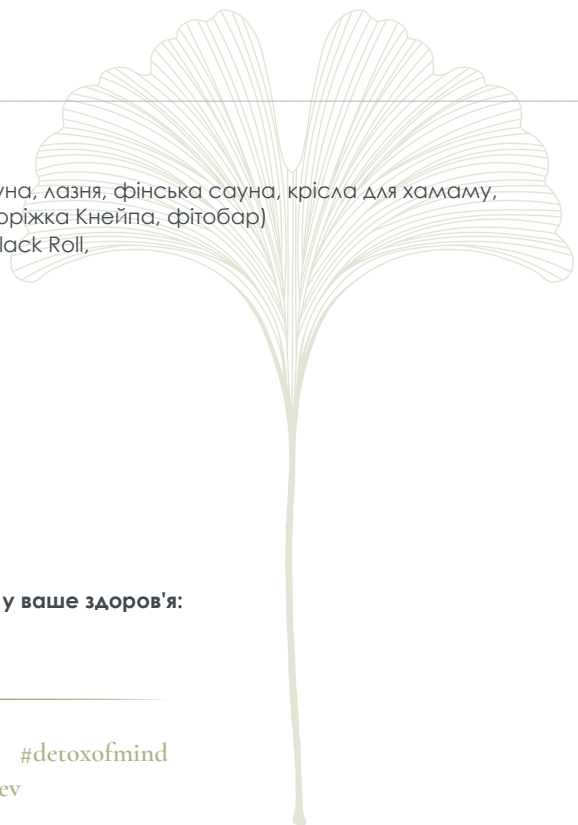 уна, лазня, фінська сауна, крісла для хамаму,
оріжка Кнейпа, фітобар)
lack Roll,
у ваше здоров'я:
#detoxofmind
ev